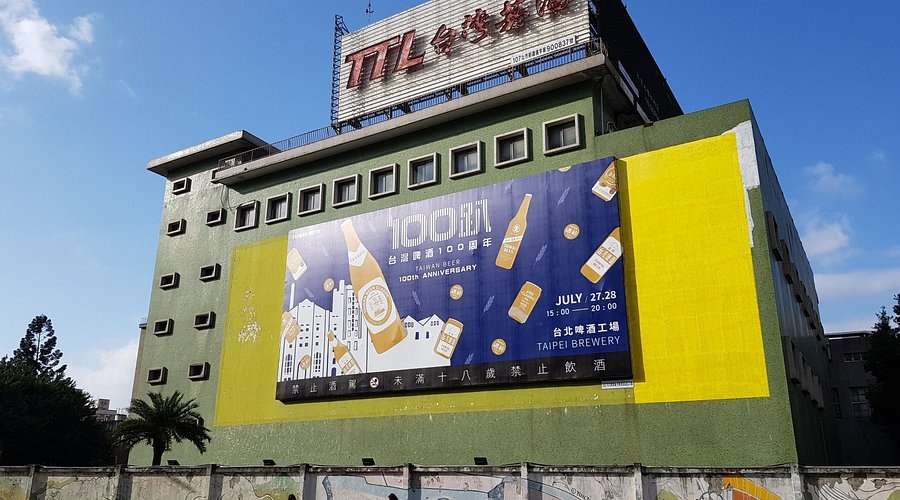 TTL 台灣菸酒
100趴
台灣啤酒100周年
TAIWAN BEER
100th ANNIVERSARY
JULY / 27.28
15:00 — 20:00
台北啤酒工場
TAIPEI BREWERY
禁止酒駕 未滿十八歲禁止飲酒